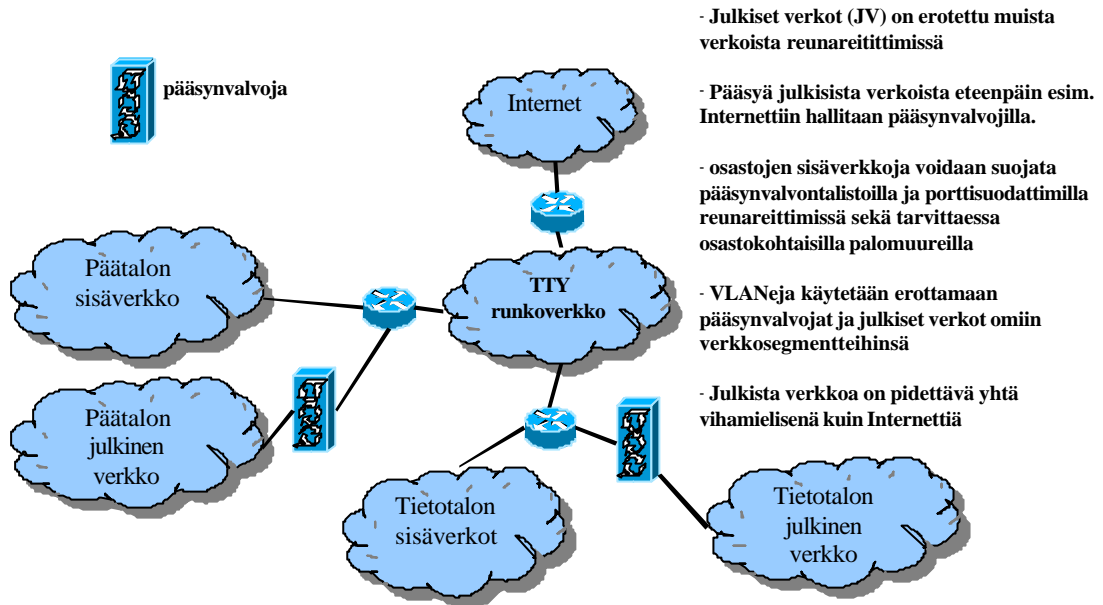 pääsynvalvoja
Internet
Päätalon
sisäverkko
TTY
runkoverkko
Päätalon
julkinen
verkko
Tietotalon
sisäverkot
Tietotalon
julkinen
verkko
- Julkiset verkot (JV) on erotettu muista
verkoista reunareitittimissä
- Pääsyä julkisista verkoista eteenpäin esim.
Internettiin hallitaan pääsynvalvojilla.
- osastojen sisäverkkoja voidaan suojata
pääsynvalvontalistoilla ja porttisuodattimilla
reunareittimissä sekä tarvittaessa
osastokohtaisilla palomuureilla
- VLANeja käytetään erottamaan
pääsynvalvojat ja julkiset verkot omiin
verkkosegmentteihinsä
- Julkista verkkoa on pidettävä yhtä
vihamielisenä kuin Internettiä